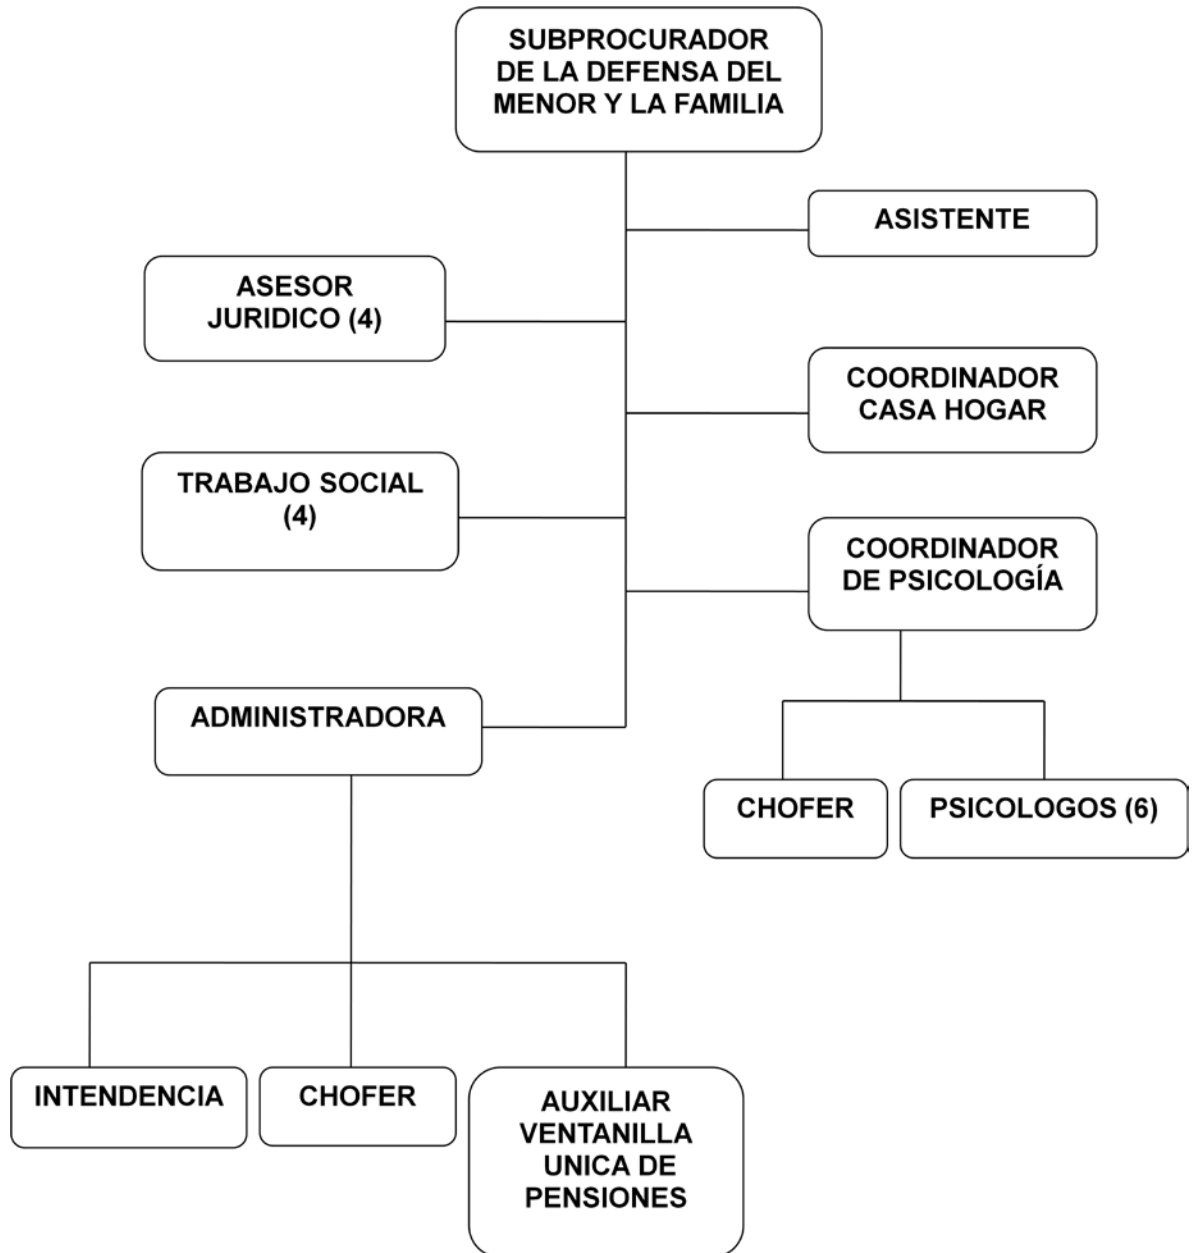 SUBPROCURADOR
DE LA DEFENSA DEL
MENOR Y LA FAMILIA
ASISTENTE
ASESOR
JURIDICO (4)
COORDINADOR
CASA HOGAR
TRABAJO SOCIAL
(4)
COORDINADOR
DE PSICOLOGÍA
ADMINISTRADORA
CHOFER
PSICOLOGOS (6)
INTENDENCIA
CHOFER
AUXILIAR
VENTANILLA
UNICA DE
PENSIONES